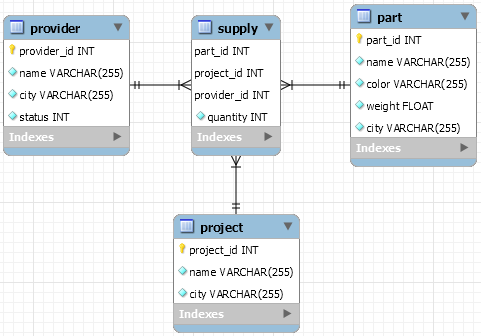 provider
provider_id INT
name VARCHAR(255)
city VARCHAR(255)
status INT
Indexes
supply
part_id INT
project_id INT
provider_id INT
quantity INT
Indexes
part
part_id INT
name VARCHAR(255)
color VARCHAR(255)
weight FLOAT
city VARCHAR(255)
Indexes
project
project_id INT
name VARCHAR(255)
city VARCHAR(255)
Indexes